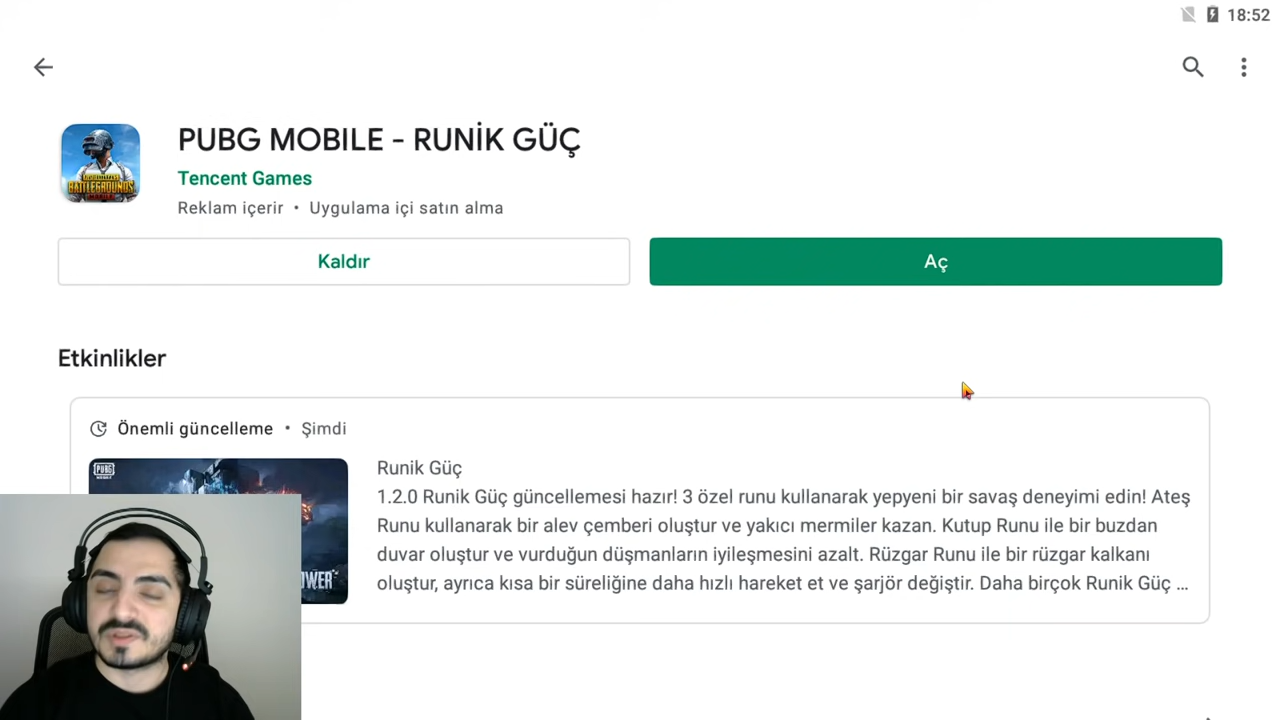 18:52
PUBG MOBILE - RUNİK GÜÇ
Tencent Games
Reklam içerir • Uygulama içi satın alma
Kaldır
Aç
Etkinlikler
Önemli güncelleme • Şimdi
PUBG
Runik Güç
1.2.0 Runik Güç güncellemesi hazır! 3 özel runu kullanarak yepyeni bir savaş deneyimi edin! Ateş
Runu kullanarak bir alev çemberi oluştur ve yakıcı mermiler kazan. Kutup Runu ile bir buzdan
duvar oluştur ve vurduğun düşmanların iyileşmesini azalt. Rüzgar Runu ile bir rüzgar kalkanı
oluştur, ayrıca kısa bir süreliğine daha hızlı hareket et ve şarjör değiştir. Daha birçok Runik Güç ...
BATTLEGROUNDS